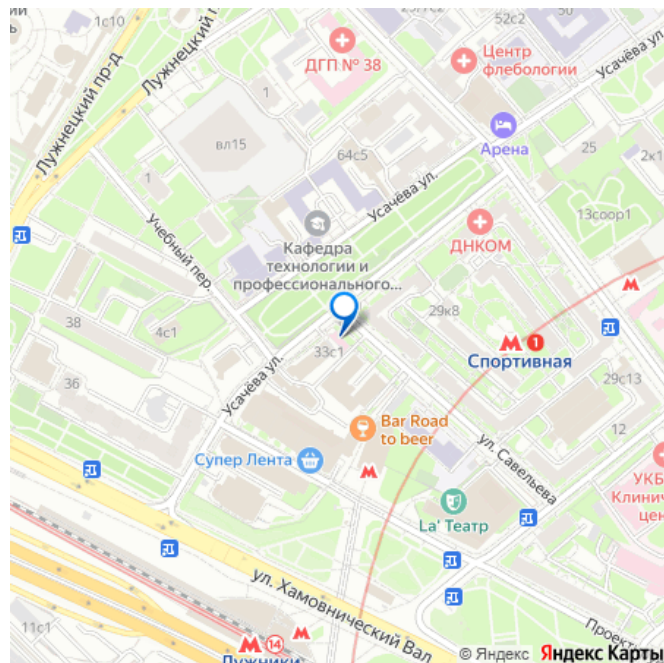 1с10
52с2
50
Лужнецкий пр-д
Лужнецкий п
ДГП № 38
Центр
флебологии
Усачёва ул.
1
вл15
Арена
25
2к1
64с5
1
Усачёва ул.
13соор1
Учебный пер.
Кафедра
технологии и
профессионального...
ДНКОМ
29к8
38
4с1
33с1
1
Спортивная
29с13
36
Усачёва ул.
Bar Road
to beer
12
ул. Савельева
Супер Лента
УКБ
Клинич
цен
La' Театр
ул. Хамовнический Вал
11с1
14
Лужники
Проект
© Яндекс Яндекс Карты